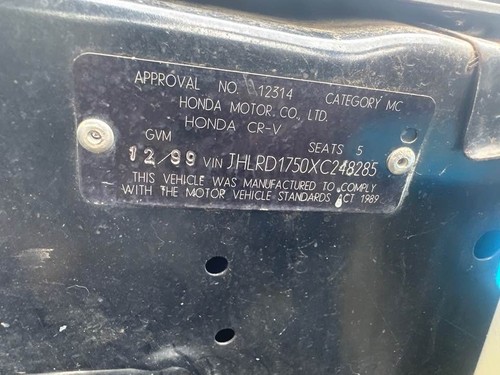 APPROVAL NO. 12314 CATEGORY MC
HONDA MOTOR. CO., LTD.
HONDA CR-V
GVM SEATS 5
12/99 VIN JHLRD1750XC248285
THIS VEHICLE WAS MANUFACTURED TO COMPLY
WITH THE MOTOR VEHICLE STANDARDS ACT 1989